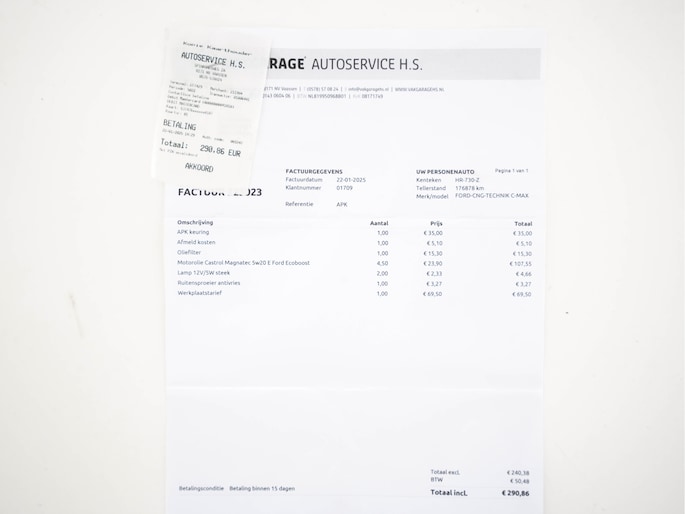 AUTOSERVICE H.S.
BETALING
Totaal: 290,86 EUR
AKKOORD
ARAGE AUTOSERVICE H.S.
FACTUURGEGEVENS
Factuurdatum 22-01-2025
Klantnummer 01709
Referentie APK
UW PERSONENAUTO Pagina 1 van 1
Kenteken HR-730-Z
Tellerstand 176878 km
Merk/model FORD-CNG-TECHNIK C-MAX
Omschrijving Aantal Prijs Totaal
APK keuring 1,00 € 35,00 € 35,00
Afmeld kosten 1,00 € 5,10 € 5,10
Oliefilter 1,00 € 15,30 € 15,30
Motorolie Castrol Magnatec 5w20 E Ford Ecoboost 4,50 € 23,90 € 107,55
Lamp 12V/5W steek 2,00 € 2,33 € 4,66
Ruitensproeier antivries 1,00 € 3,27 € 3,27
Werkplaatstarief 1,00 € 69,50 € 69,50
Totaal excl. € 240,38
BTW € 50,48
Betalingsconditie Betaling binnen 15 dagen
Totaal incl. € 290,86